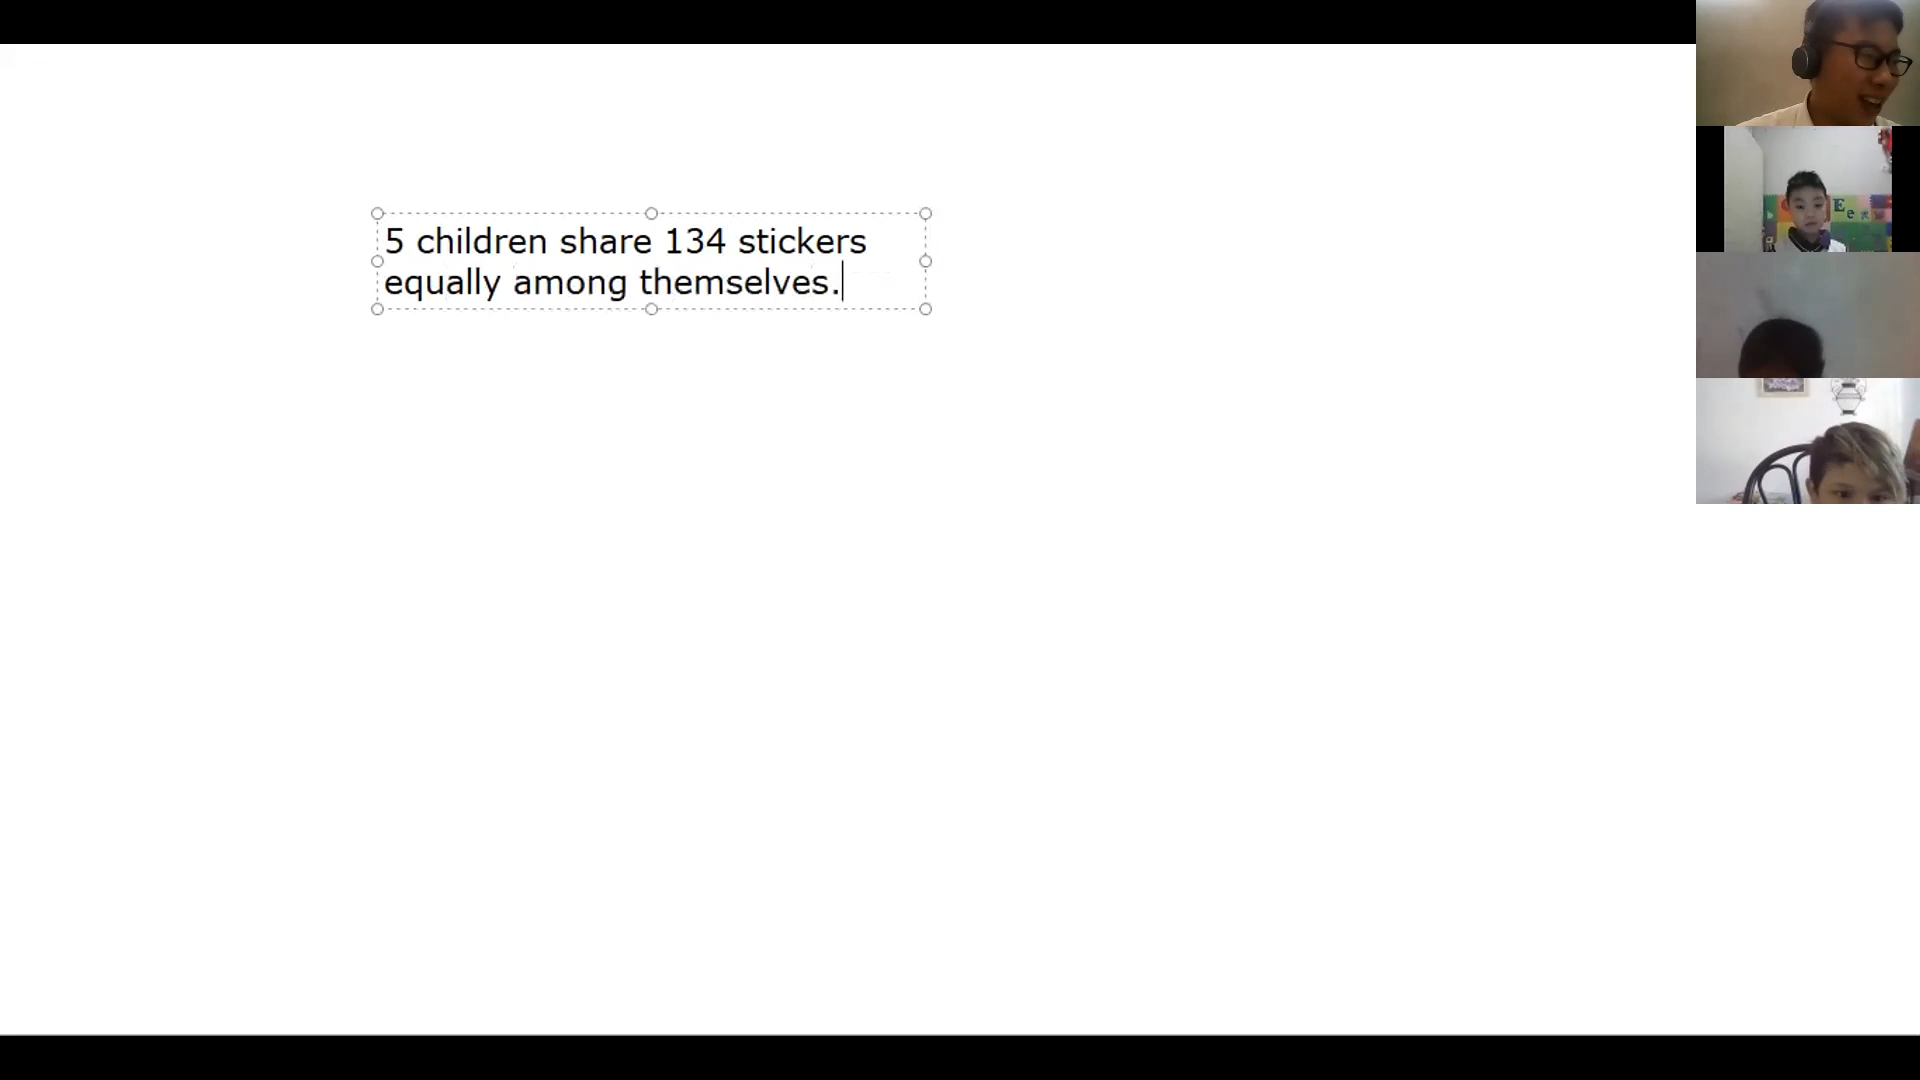 5 children share 134 stickers
equally among themselves.
E
e